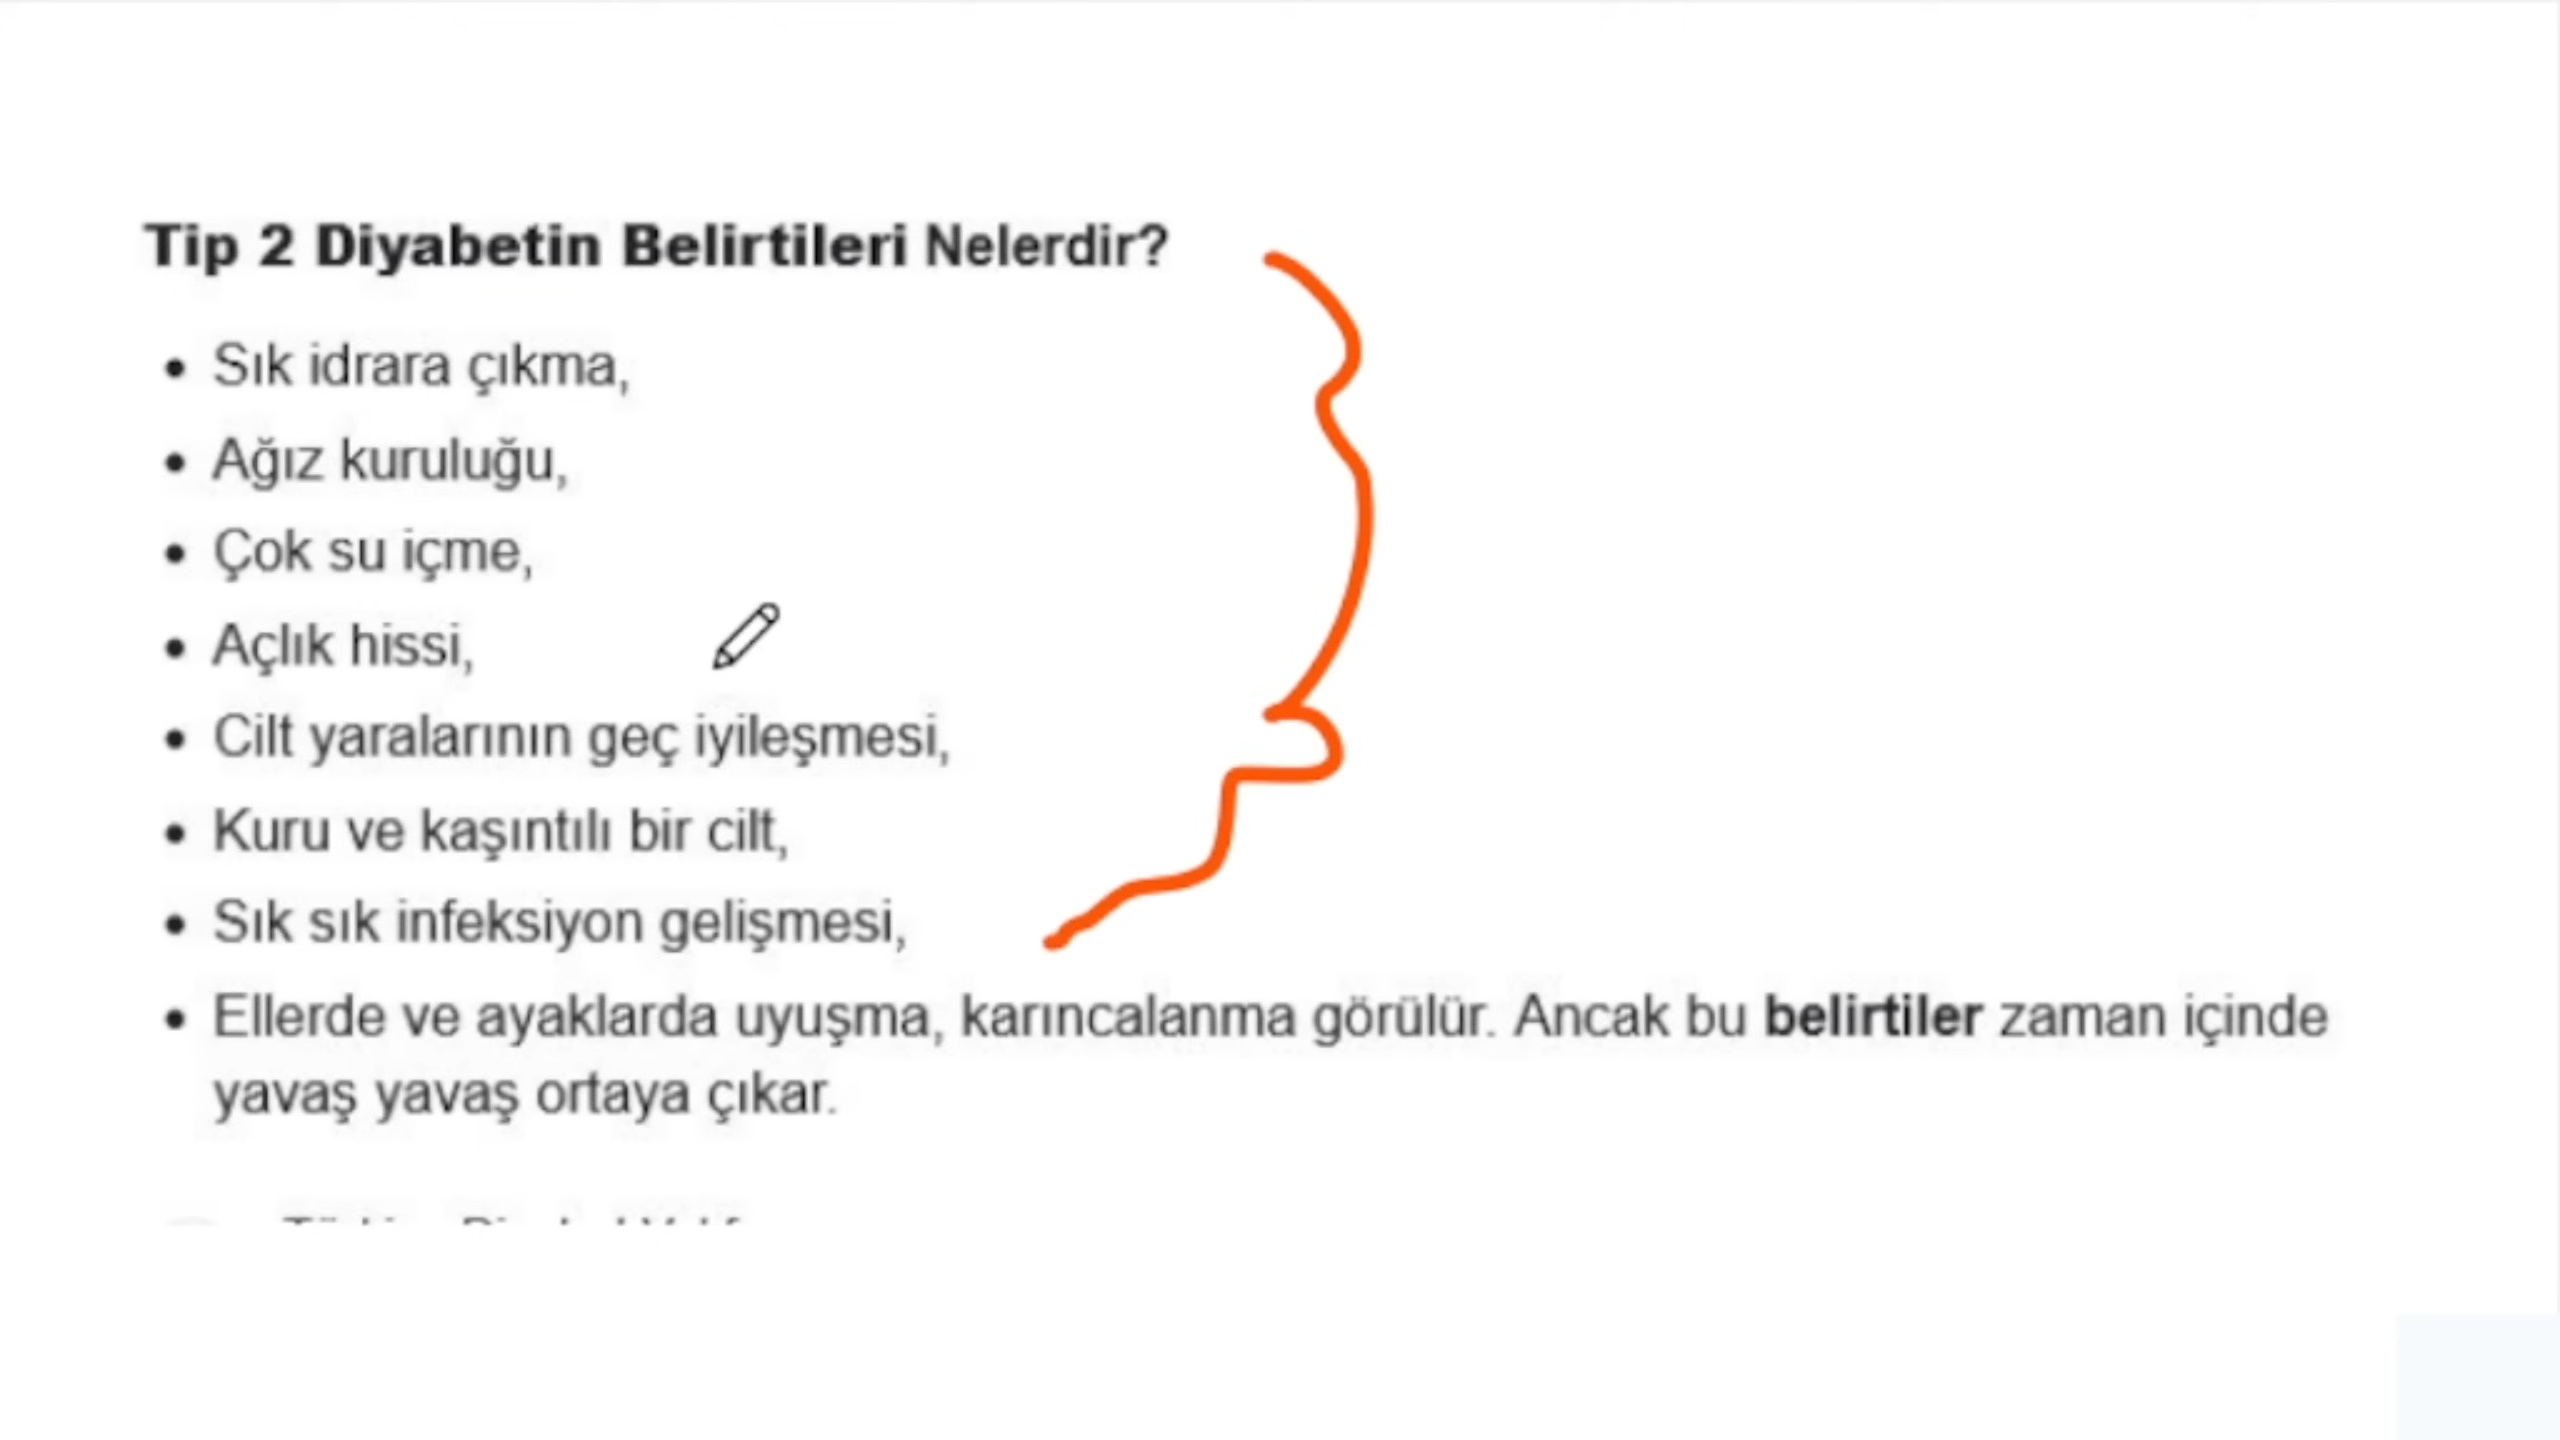 Tip 2 Diyabetin Belirtileri Nelerdir?
• Sık idrara çıkma,
• Ağız kuruluğu,
• Çok su içme,
• Açlık hissi,
• Cilt yaralarının geç iyileşmesi,
• Kuru ve kaşıntılı bir cilt,
• Sık sık infeksiyon gelişmesi,
• Ellerde ve ayaklarda uyuşma, karıncalanma görülür. Ancak bu belirtiler zaman içinde
yavaş yavaş ortaya çıkar.